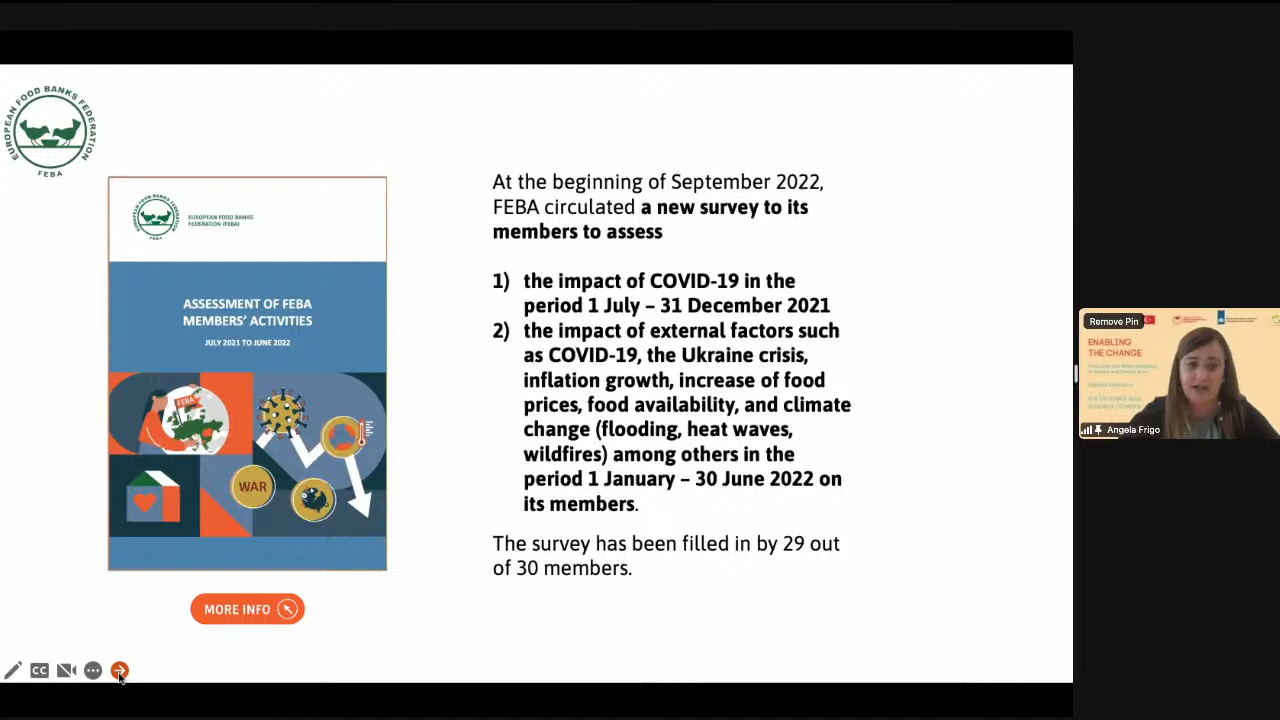 EUROPEAN FOOD BANKS FEDERATION
FEBA
EUROPEAN FOOD BANKS
FEDERATION (FEBA)
FEBA
ASSESSMENT OF FEBA
MEMBERS' ACTIVITIES
JULY 2021 TO JUNE 2022
FEBA
WAR
MORE INFO
At the beginning of September 2022,
FEBA circulated a new survey to its
members to assess
1) the impact of COVID-19 in the
period 1 July – 31 December 2021
2) the impact of external factors such
as COVID-19, the Ukraine crisis,
inflation growth, increase of food
prices, food availability, and climate
change (flooding, heat waves,
wildfires) among others in the
period 1 January – 30 June 2022 on
its members.
The survey has been filled in by 29 out
of 30 members.
CC
Remove Pin
ENABLING
THE CHANGE
Angela Frigo